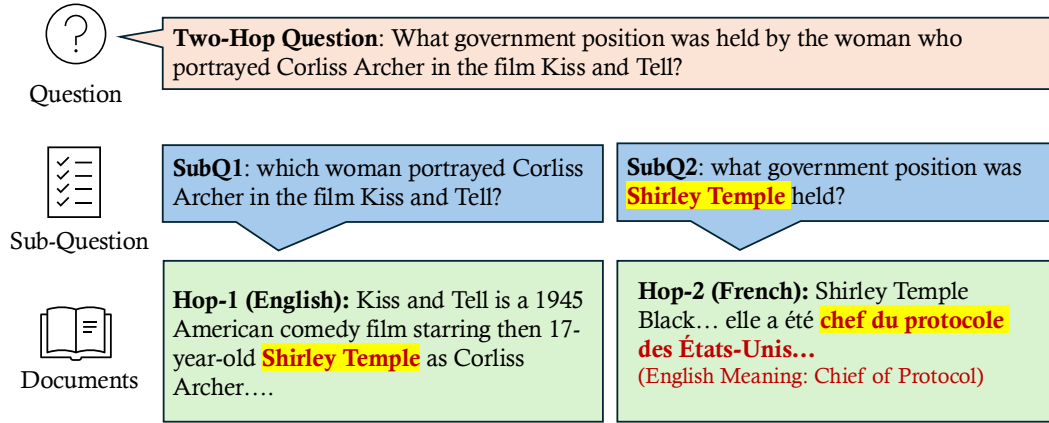 Two-Hop Question: What government position was held by the woman who
portrayed Corliss Archer in the film Kiss and Tell?
Question
SubQ1: which woman portrayed Corliss
Archer in the film Kiss and Tell?
SubQ2: what government position was
Shirley Temple held?
Sub-Question
Hop-1 (English): Kiss and Tell is a 1945
American comedy film starring then 17-
year-old Shirley Temple as Corliss
Archer….
Hop-2 (French): Shirley Temple
Black… elle a été chef du protocole
des États-Unis…
(English Meaning: Chief of Protocol)
Documents